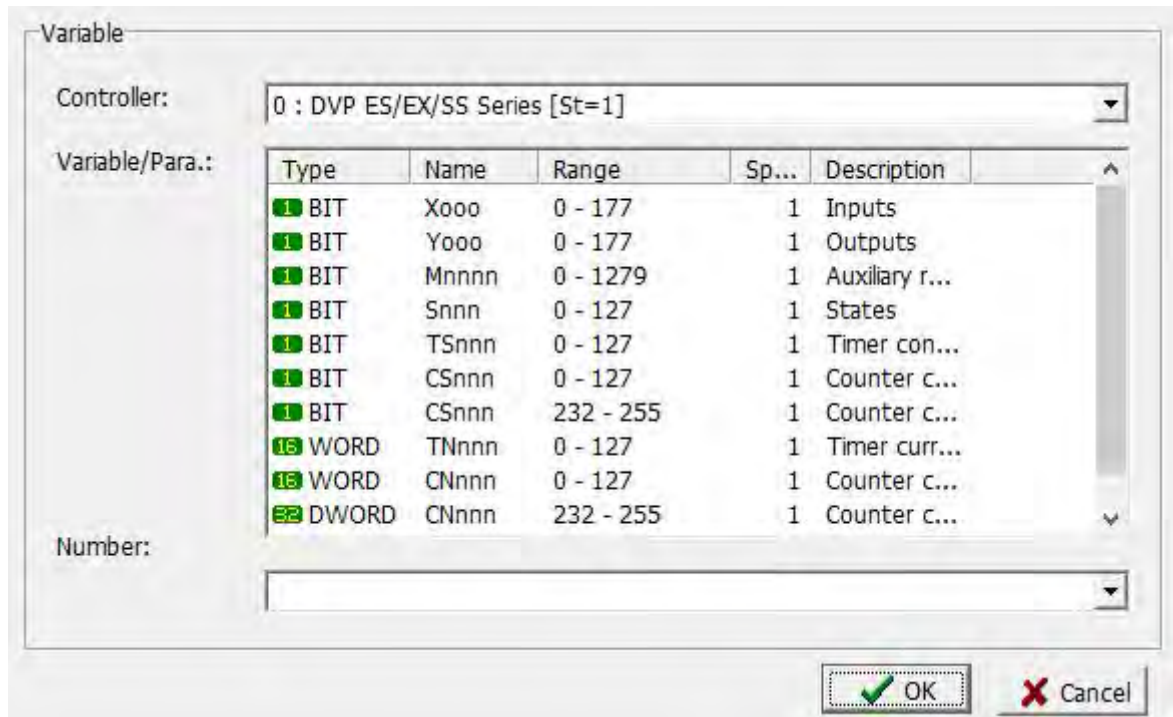 Variable
Controller: 0 : DVP ES/EX/SS Series [St=1]
Variable/Para.:
Type Name Range Sp... Description
1 BIT Xooo 0 - 177 1 Inputs
1 BIT Yooo 0 - 177 1 Outputs
1 BIT Mnnnn 0 - 1279 1 Auxiliary r...
1 BIT Snnn 0 - 127 1 States
1 BIT TSnnn 0 - 127 1 Timer con...
1 BIT CSnnn 0 - 127 1 Counter c...
1 BIT CSnnn 232 - 255 1 Counter c...
16 WORD TNnnn 0 - 127 1 Timer curr...
16 WORD CNnnn 0 - 127 1 Counter c...
32 DWORD CNnnn 232 - 255 1 Counter c...
Number:
OK Cancel